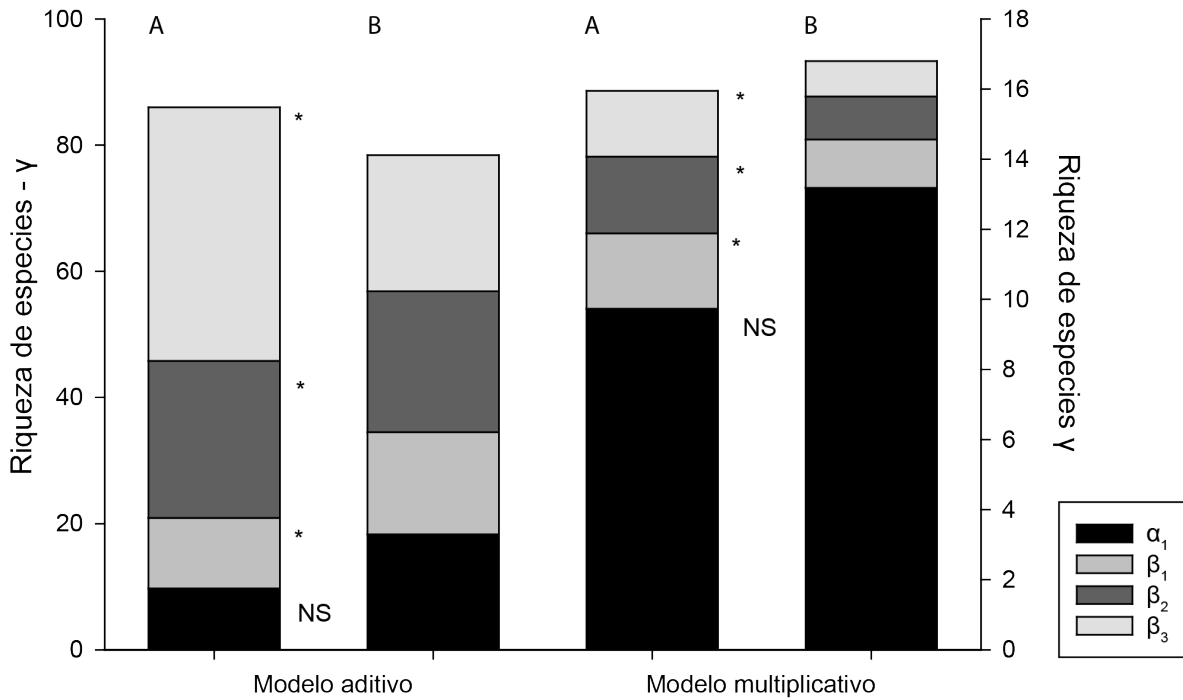 A B A B
100
80
60
40
20
0
Riqueza de especies - γ
*
*
*
NS
*
*
*
NS
18
16
14
12
10
8
6
4
2
0
Riqueza de especies γ
α1
β1
β2
β3
Modelo aditivo Modelo multiplicativo